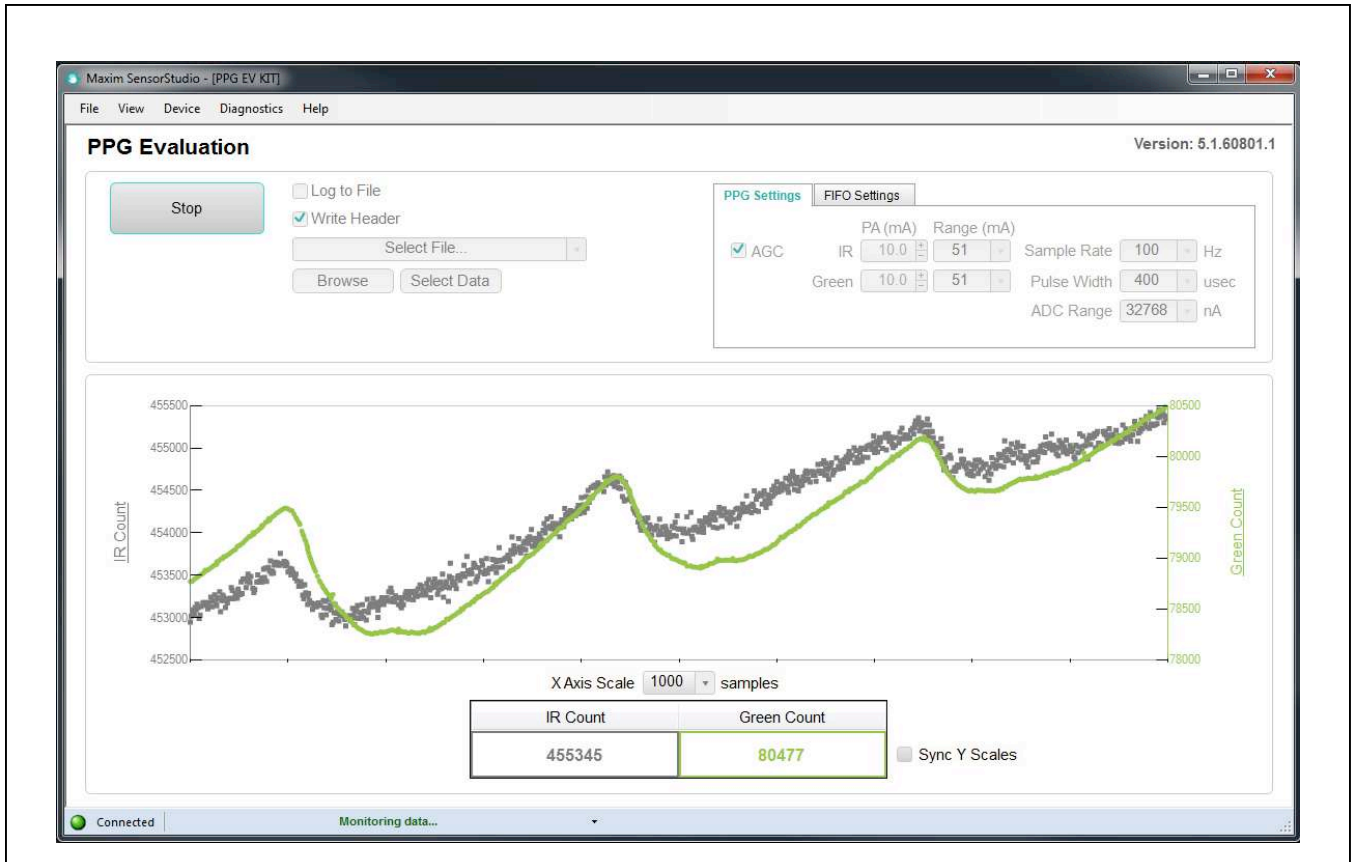 Maxim SensorStudio - [PPG EV KIT]
File View Device Diagnostics Help
PPG Evaluation
Version: 5.1.60801.1
Stop
Log to File
Write Header
Select File...
Browse Select Data
PPG Settings FIFO Settings
PA (mA) Range (mA)
AGC IR 10.0 51 Sample Rate 100 Hz
Green 10.0 51 Pulse Width 400 usec
ADC Range 32768 nA
IR Count
455500
455000
454500
454000
453500
453000
452500
80500
80000
79500
79000
78500
78000
Green Count
X Axis Scale 1000 samples
IR Count Green Count
455345 80477
Sync Y Scales
Connected Monitoring data...